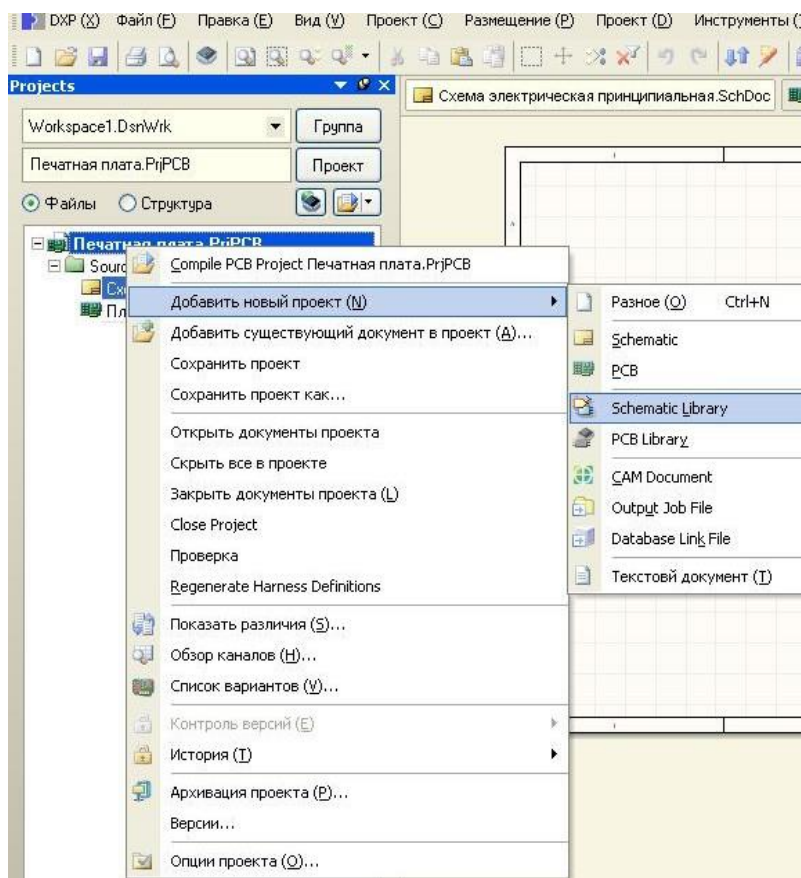 DXP (X) Файл (F) Правка (E) Вид (V) Проект (C) Размещение (P) Проект (D) Инструменты (
Projects
Схема электрическая принципиальная.SchDoc
Workspace1.DsnWrk
Группа
Печатная плата.PrjPCB
Проект
Файлы Структура
Печатная плата.PrjPCB
Sour
Сх
Пл
Compile PCB Project Печатная плата.PrjPCB
Добавить новый проект (N)
Добавить существующий документ в проект (A)...
Сохранить проект
Сохранить проект как...
Открыть документы проекта
Скрыть все в проекте
Закрыть документы проекта (L)
Close Project
Проверка
Regenerate Harness Definitions
Показать различия (S)...
Обзор каналов (H)...
Список вариантов (V)...
Контроль версий (E)
История (T)
Архивация проекта (P)...
Версии...
Опции проекта (O)...
Разное (O) Ctrl+N
Schematic
PCB
Schematic Library
PCB Library
CAM Document
Output Job File
Database Link File
Текстовй документ (T)